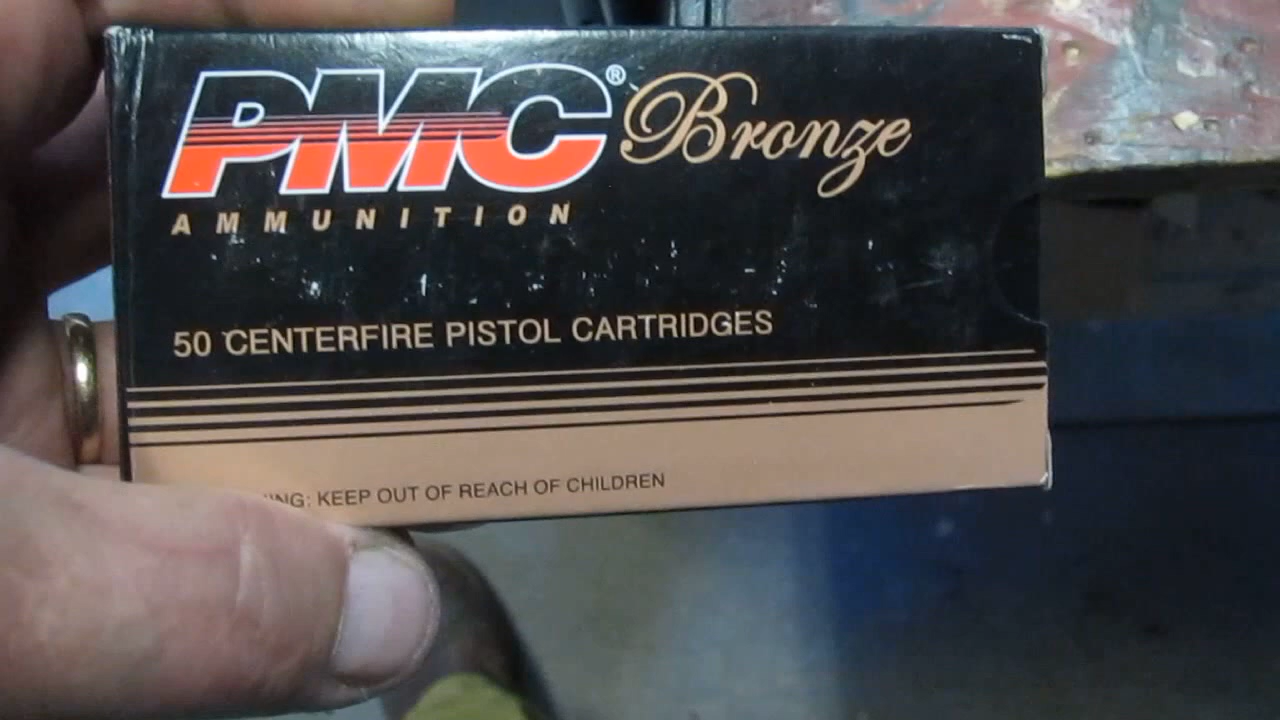 PMC® Bronze
AMMUNITION
50 CENTERFIRE PISTOL CARTRIDGES
KEEP OUT OF REACH OF CHILDREN